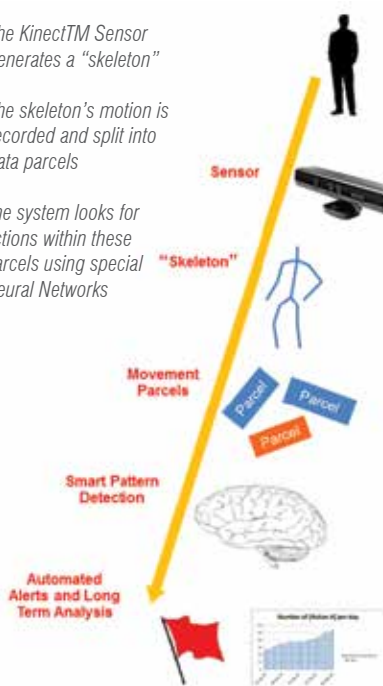 he KinectTM Sensor
enerates a “skeleton”
he skeleton’s motion is
ecorded and split into
ata parcels
Sensor
he system looks for
ctions within these
arcels using special
eural Networks
“Skeleton”
Movement
Parcels
Parcel
Parcel
Parcel
Smart Pattern
Detection
Automated
Alerts and Long
Term Analysis